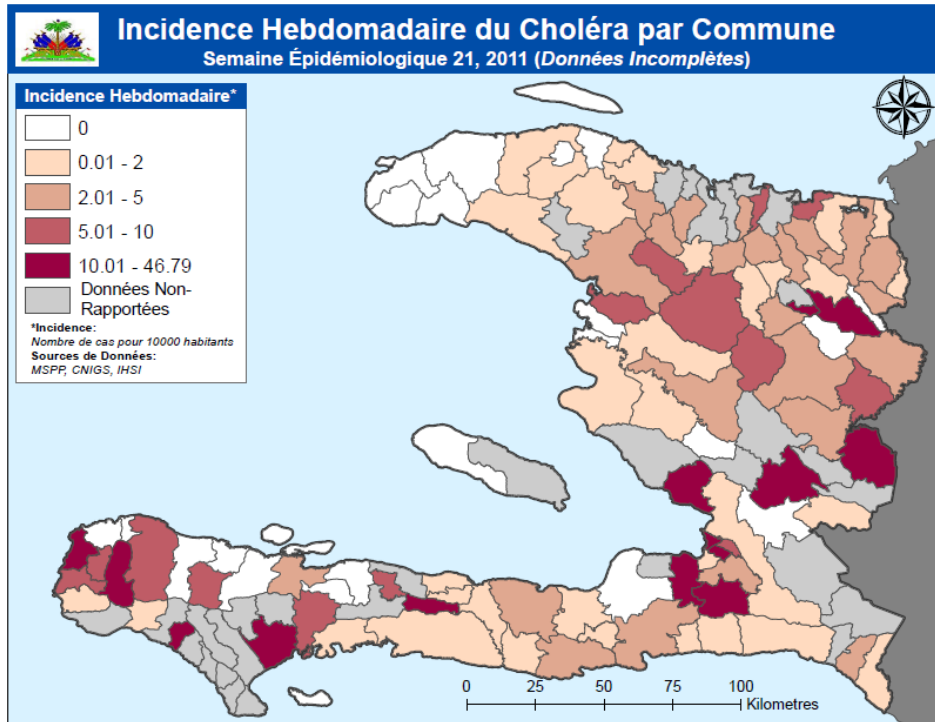 Incidence Hebdomadaire du Choléra par Commune
Semaine Épidémiologique 21, 2011 (Données Incomplètes)
Incidence Hebdomadaire*
0
0.01 - 2
2.01 - 5
5.01 - 10
10.01 - 46.79
Données Non-
Rapportées
*Incidence:
Nombre de cas pour 10000 habitants
Sources de Données:
MSPP, CNIGS, IHSI
0 25 50 75 100
Kilometres